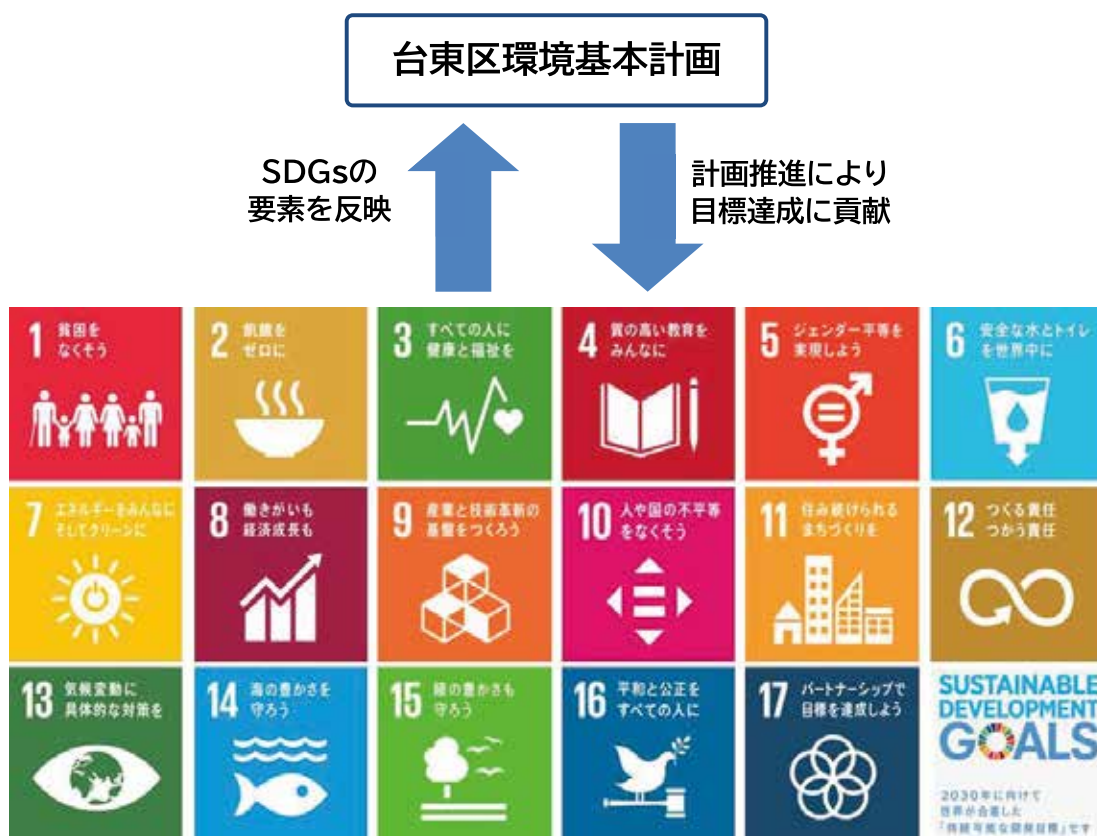 台東区環境基本計画
SDGsの
要素を反映
計画推進により
目標達成に貢献
1 貧困を
なくそう
2 飢餓を
ゼロに
3 すべての人に
健康と福祉を
4 質の高い教育を
みんなに
5 ジェンダー平等を
実現しよう
6 安全な水とトイレ
を世界中に
7 エネルギーをみんなに
そしてクリーンに
8 働きがいも
経済成長も
9 産業と技術革新の
基盤をつくろう
10 人や国の不平等
をなくそう
11 住み続けられる
まちづくりを
12 つくる責任
つかう責任
13 気候変動に
具体的な対策を
14 海の豊かさを
守ろう
15 緑の豊かさも
守ろう
16 平和と公正を
すべての人に
17 パートナーシップで
目標を達成しよう
SUSTAINABLE
DEVELOPMENT
GOALS
2030年に向けて
世界が合意した
「持続可能な開発目標」です